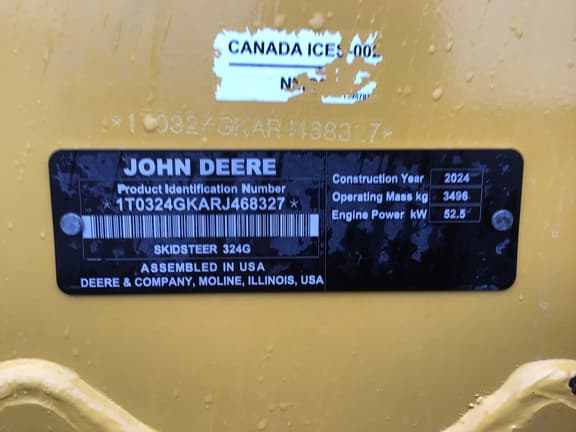 CANADA ICES-002
*1T0324GKARJ468327*
JOHN DEERE
Product Identification Number
*1T0324GKARJ468327*
SKIDSTEER 324G
ASSEMBLED IN USA
DEERE & COMPANY, MOLINE, ILLINOIS, USA
Construction Year 2024
Operating Mass kg 3496
Engine Power kW 52.5